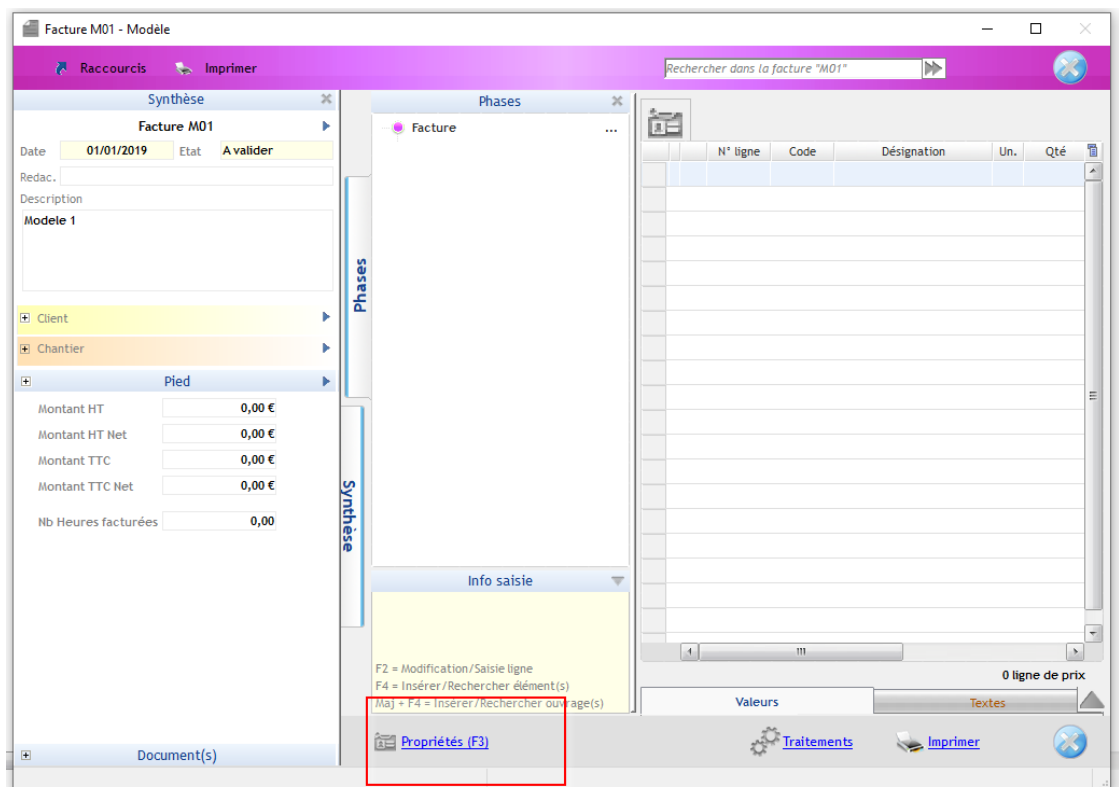 Facture M01 - Modèle
Raccourcis Imprimer Rechercher dans la facture "M01"
Synthèse
Facture M01
Date 01/01/2019 Etat A valider
Redac.
Description
Modele 1
Client
Chantier
Pied
Montant HT 0,00 €
Montant HT Net 0,00 €
Montant TTC 0,00 €
Montant TTC Net 0,00 €
Nb Heures facturées 0,00
Document(s)
Phases
Synthèse
Phases
Facture ...
Info saisie
F2 = Modification/Saisie ligne
F4 = Insérer/Rechercher élément(s)
Maj + F4 = Insérer/Rechercher ouvrage(s)
N° ligne Code Désignation Un. Qté
0 ligne de prix
Valeurs Textes
Propriétés (F3) Traitements Imprimer